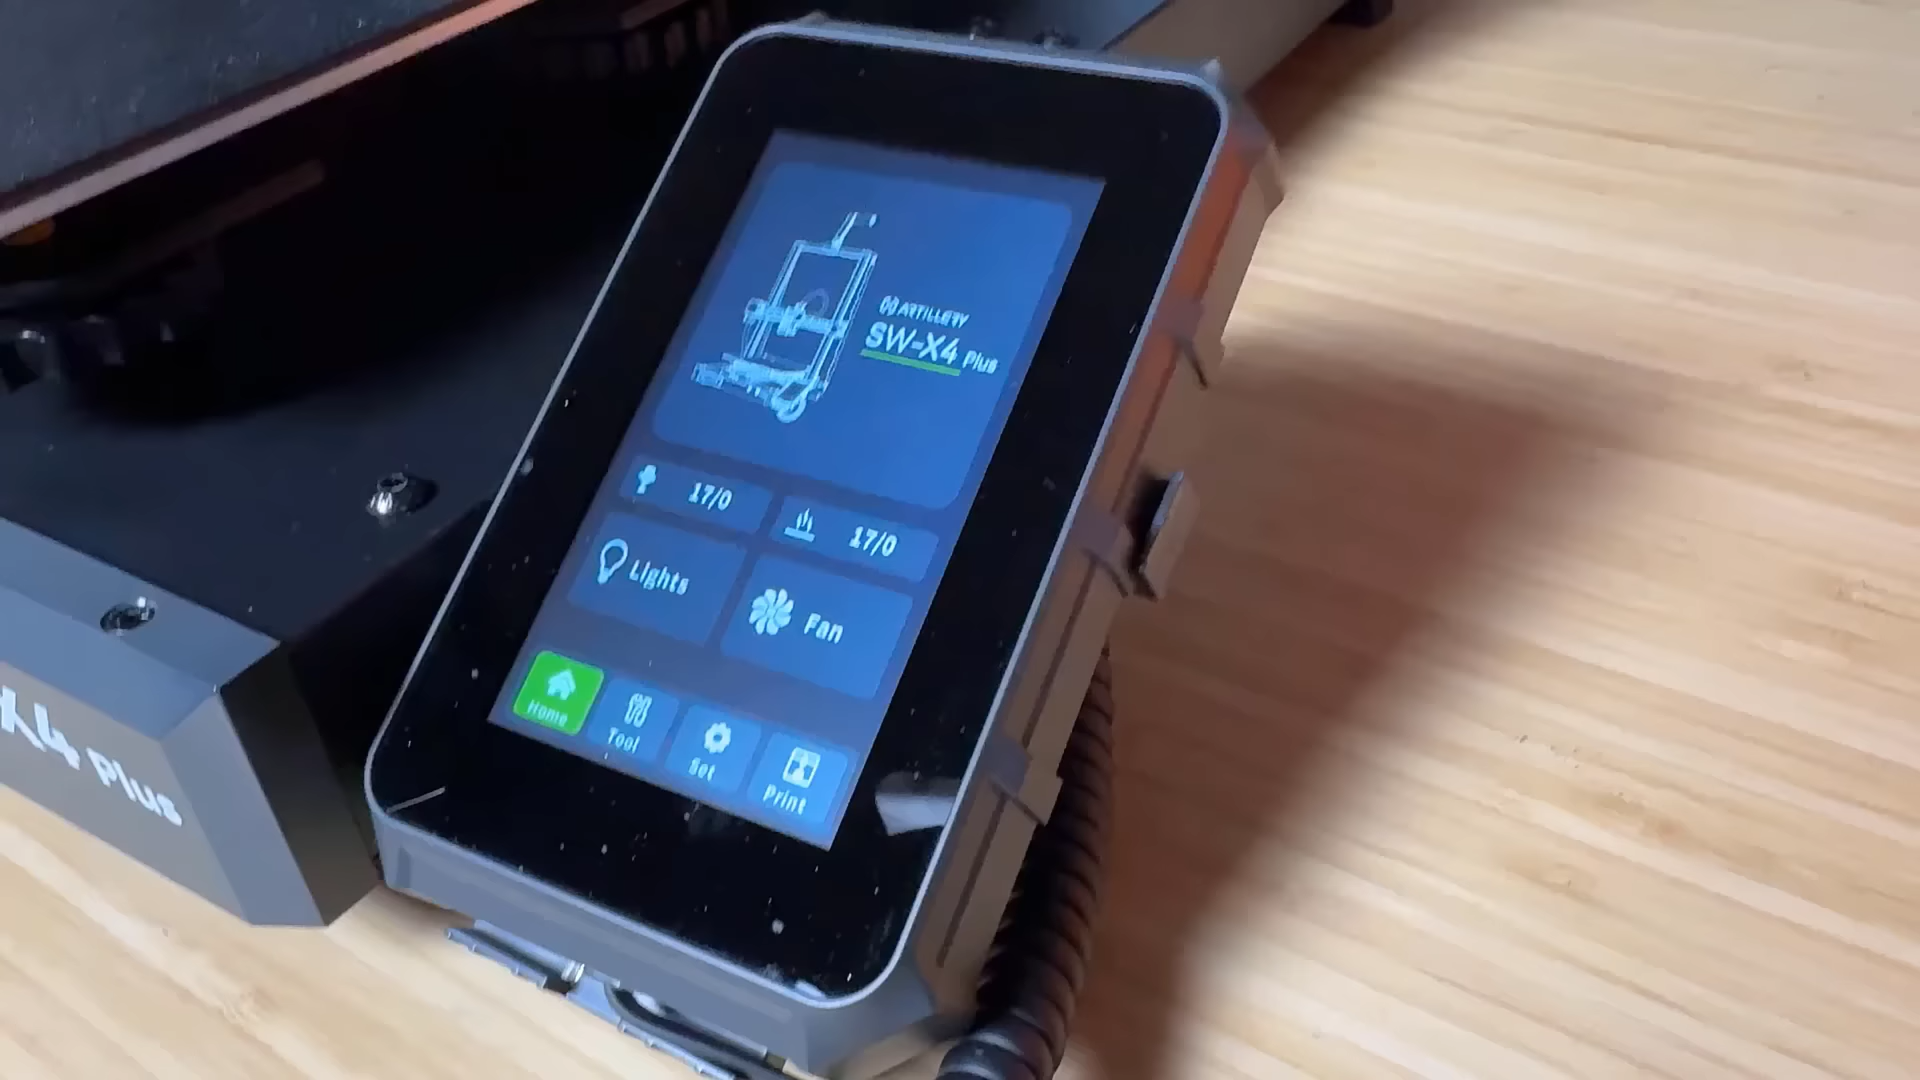 ARTILLERY
SW-X4 Plus
17/0
17/0
Lights
Fan
Home
Tool
Set
Print
X4 Plus